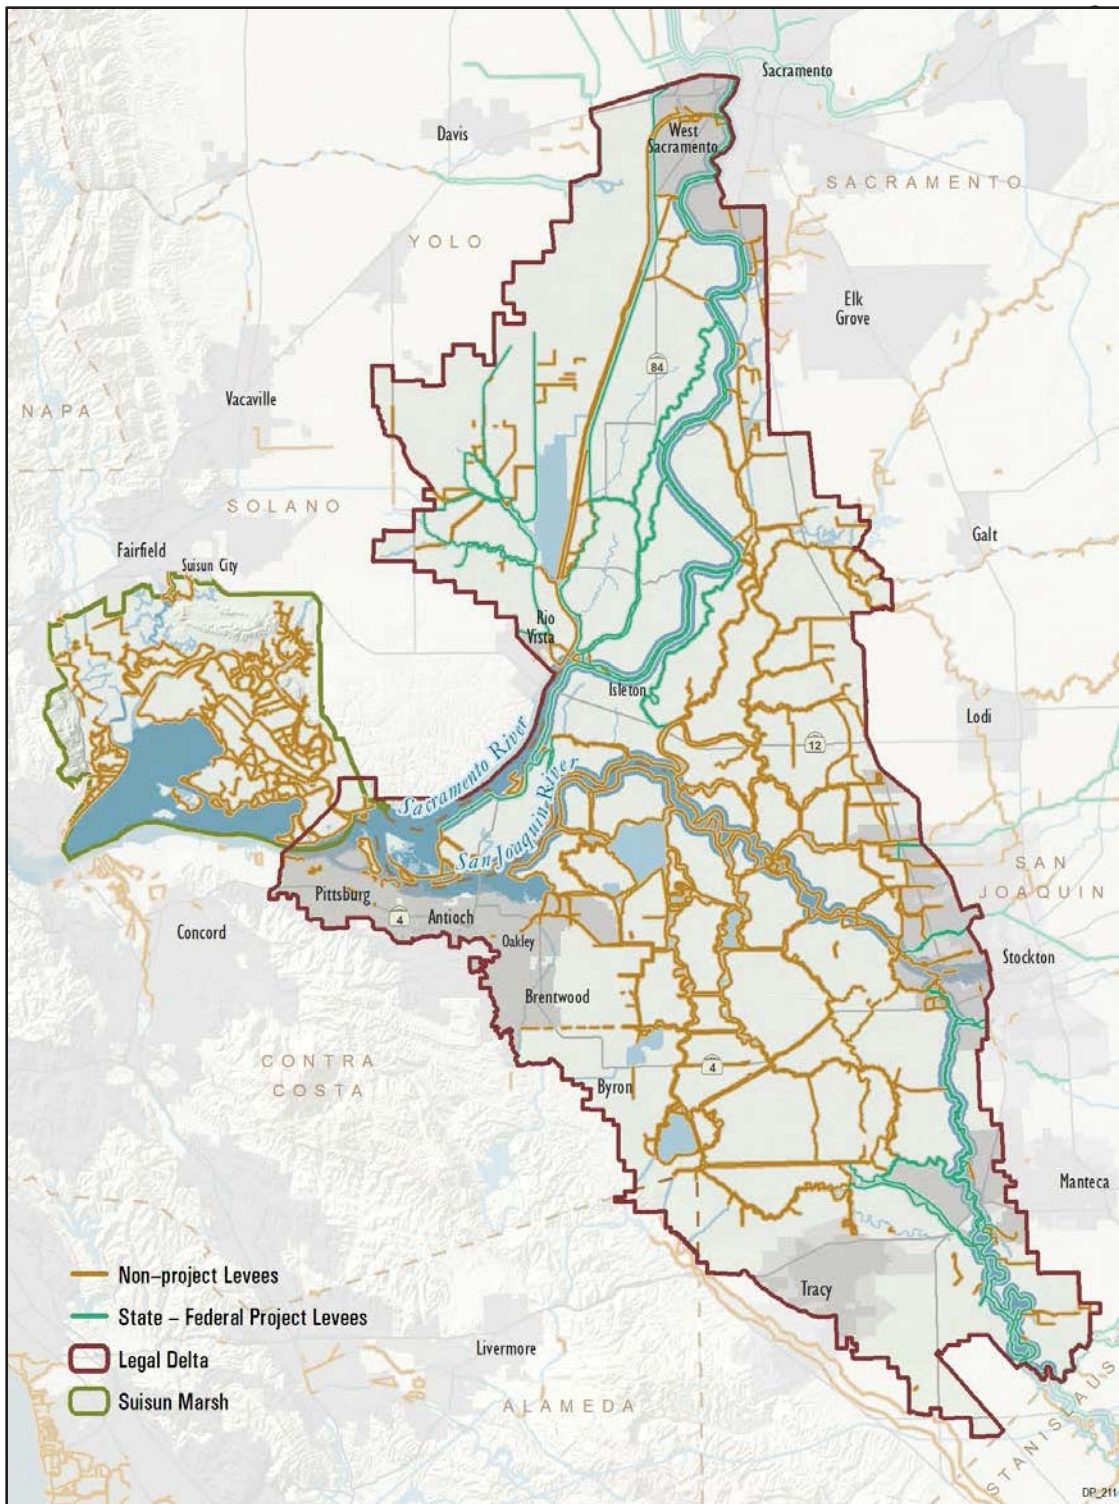 Sacramento
Davis
West
Sacramento
SACRAMENTO
YOLO
Elk
Grove
84
Vacaville
NAPA
SOLANO
Galt
Fairfield
Suisun City
Rio
Vista
Isleton
Lodi
12
Sacramento River
San Joaquin River
SAN
JOAQUIN
Pittsburg
4
Antioch
Concord
Oakley
Stockton
Brentwood
CONTRA
COSTA
4
Byron
Manteca
Non-project Levees
Tracy
State – Federal Project Levees
Livermore
Legal Delta
Suisun Marsh
ALAMEDA
STANISLAUS
DP_211